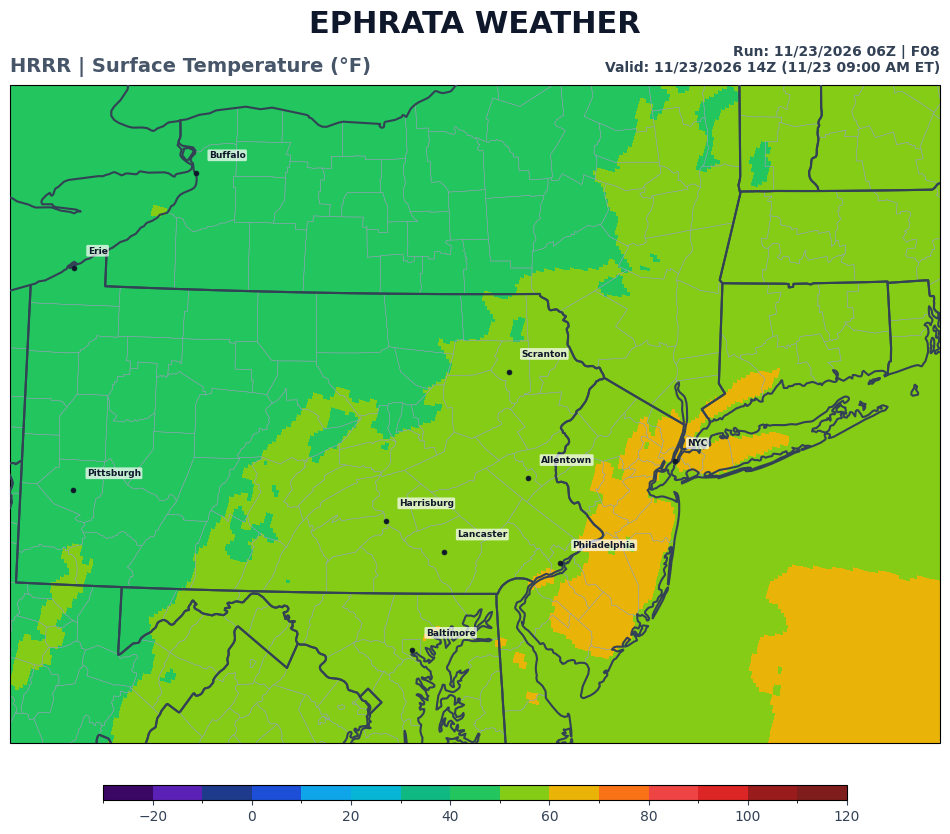 EPHRATA WEATHER
HRRR | Surface Temperature (°F)
Run: 11/23/2026 06Z | F08
Valid: 11/23/2026 14Z (11/23 09:00 AM ET)
Buffalo
Erie
Scranton
NYC
Allentown
Pittsburgh
Harrisburg
Lancaster
Philadelphia
Baltimore
−20 0 20 40 60 80 100 120